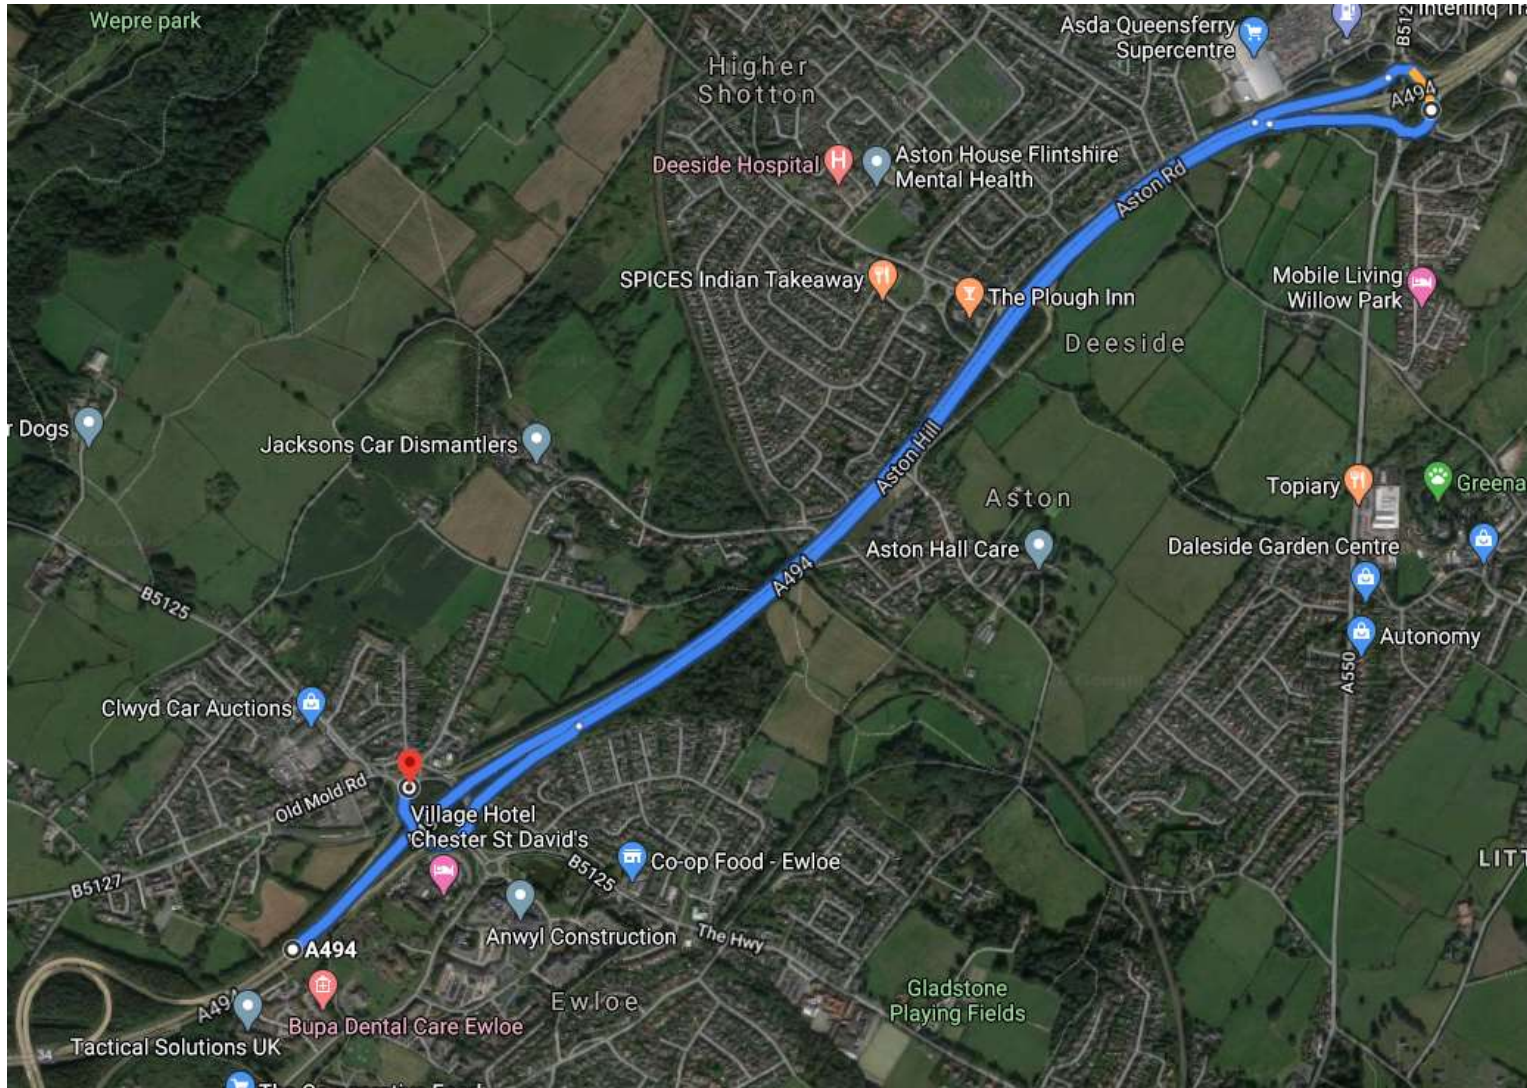 Wepre park
Asda Queensferry
Supercentre
B512
Higher
Shotton
A494
Deeside Hospital
Aston House Flintshire
Mental Health
Aston Rd
SPICES Indian Takeaway
The Plough Inn
Mobile Living
Willow Park
Deeside
r Dogs
Jacksons Car Dismantlers
Aston Hill
Topiary
Greena
Aston
Aston Hall Care
Daleside Garden Centre
A494
B5125
Autonomy
A550
Clwyd Car Auctions
Old Mold Rd
Village Hotel
Chester St David's
B5125
Co-op Food - Ewloe
LITT
B5127
Anwyl Construction
The Hwy
A494
Ewloe
Gladstone
Playing Fields
A494
Bupa Dental Care Ewloe
Tactical Solutions UK
34